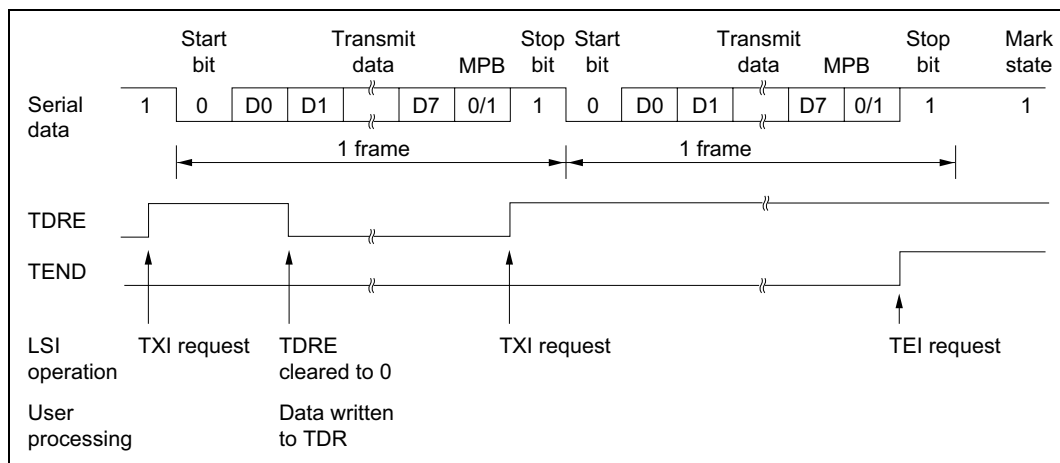 Start Transmit Stop Start Transmit Stop Mark
bit data MPB bit bit data MPB bit state
Serial
data
1 0 D0 D1 D7 0/1 1 0 D0 D1 D7 0/1 1 1
1 frame 1 frame
TDRE
TEND
LSI
operation
TXI request
TDRE
cleared to 0
TXI request
TEI request
User
processing
Data written
to TDR